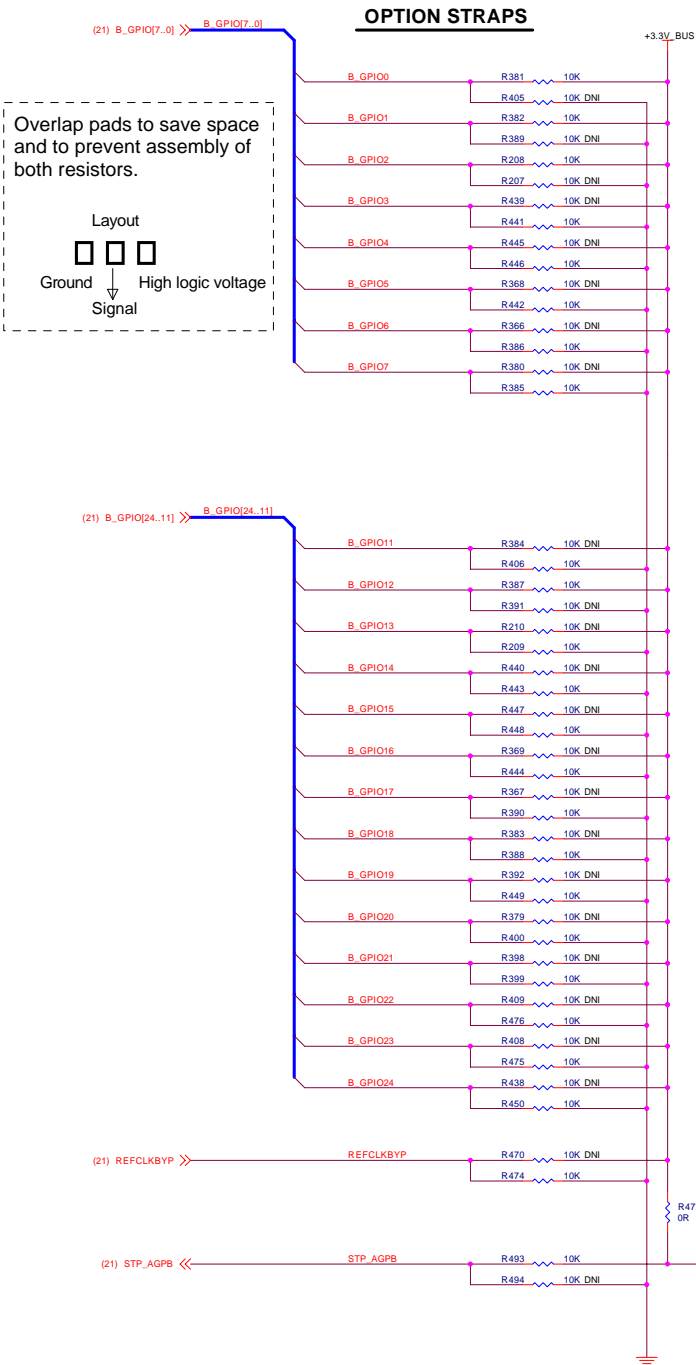 OPTION STRAPS
(21) B_GPIO[7..0] B_GPIO[7..0]
+3.3V_BUS
B_GPIO0 R381 10K
R405 10K DNI
B_GPIO1 R382 10K
R389 10K DNI
B_GPIO2 R208 10K
R207 10K DNI
B_GPIO3 R439 10K DNI
R441 10K
B_GPIO4 R445 10K DNI
R446 10K
B_GPIO5 R368 10K DNI
R442 10K
B_GPIO6 R366 10K DNI
R386 10K
B_GPIO7 R380 10K DNI
R385 10K
Overlap pads to save space
and to prevent assembly of
both resistors.
Layout
Ground High logic voltage
Signal
(21) B_GPIO[24..11] B_GPIO[24..11]
B_GPIO11 R384 10K DNI
R406 10K
B_GPIO12 R387 10K
R391 10K DNI
B_GPIO13 R210 10K DNI
R209 10K
B_GPIO14 R440 10K DNI
R443 10K
B_GPIO15 R447 10K DNI
R448 10K
B_GPIO16 R369 10K DNI
R444 10K
B_GPIO17 R367 10K DNI
R390 10K
B_GPIO18 R383 10K DNI
R388 10K
B_GPIO19 R392 10K DNI
R449 10K
B_GPIO20 R379 10K DNI
R400 10K
B_GPIO21 R398 10K DNI
R399 10K
B_GPIO22 R409 10K DNI
R476 10K
B_GPIO23 R408 10K DNI
R475 10K
B_GPIO24 R438 10K DNI
R450 10K
(21) REFCLKBYP REFCLKBYP R470 10K DNI
R474 10K
R47
0R
(21) STP_AGPB STP_AGPB R493 10K
R494 10K DNI